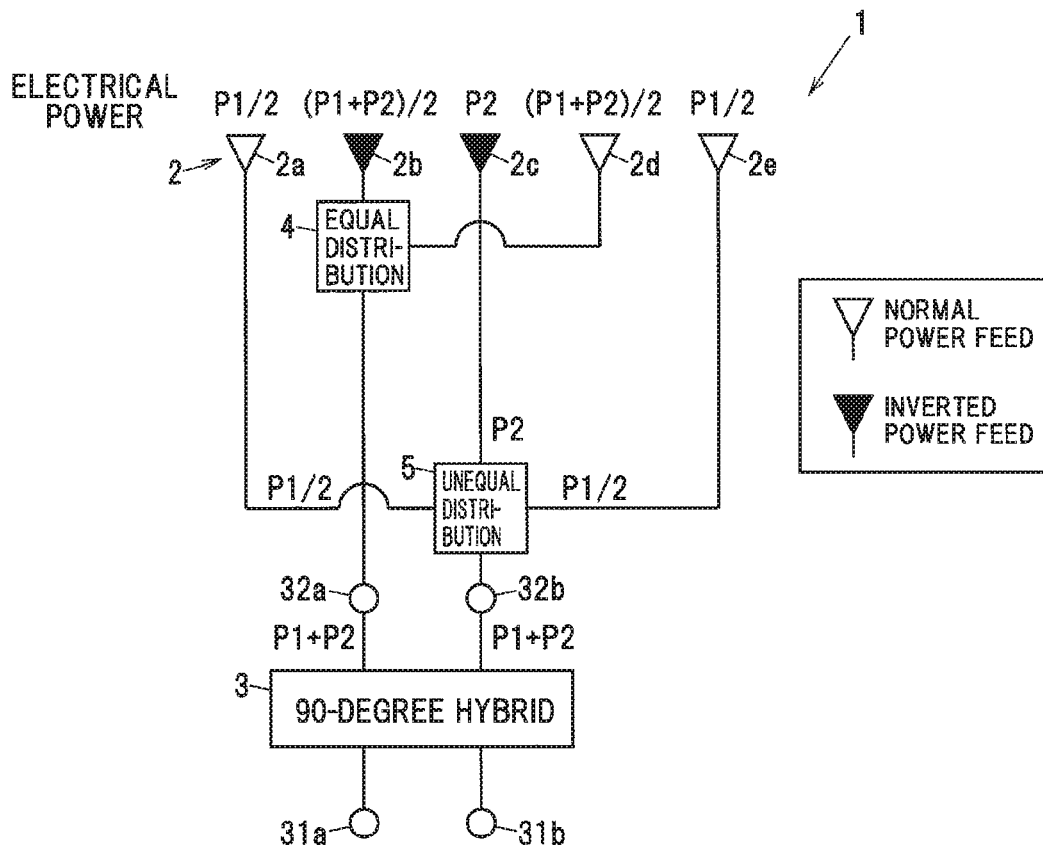 1
ELECTRICAL
POWER
P1/2 (P1+P2)/2 P2 (P1+P2)/2 P1/2
2 2a 2b 2c 2d 2e
4
EQUAL
DISTRI-
BUTION
NORMAL
POWER FEED
INVERTED
POWER FEED
P2
5
UNEQUAL
DISTRI-
BUTION
P1/2 P1/2
32a 32b
P1+P2 P1+P2
3
90-DEGREE HYBRID
31a 31b